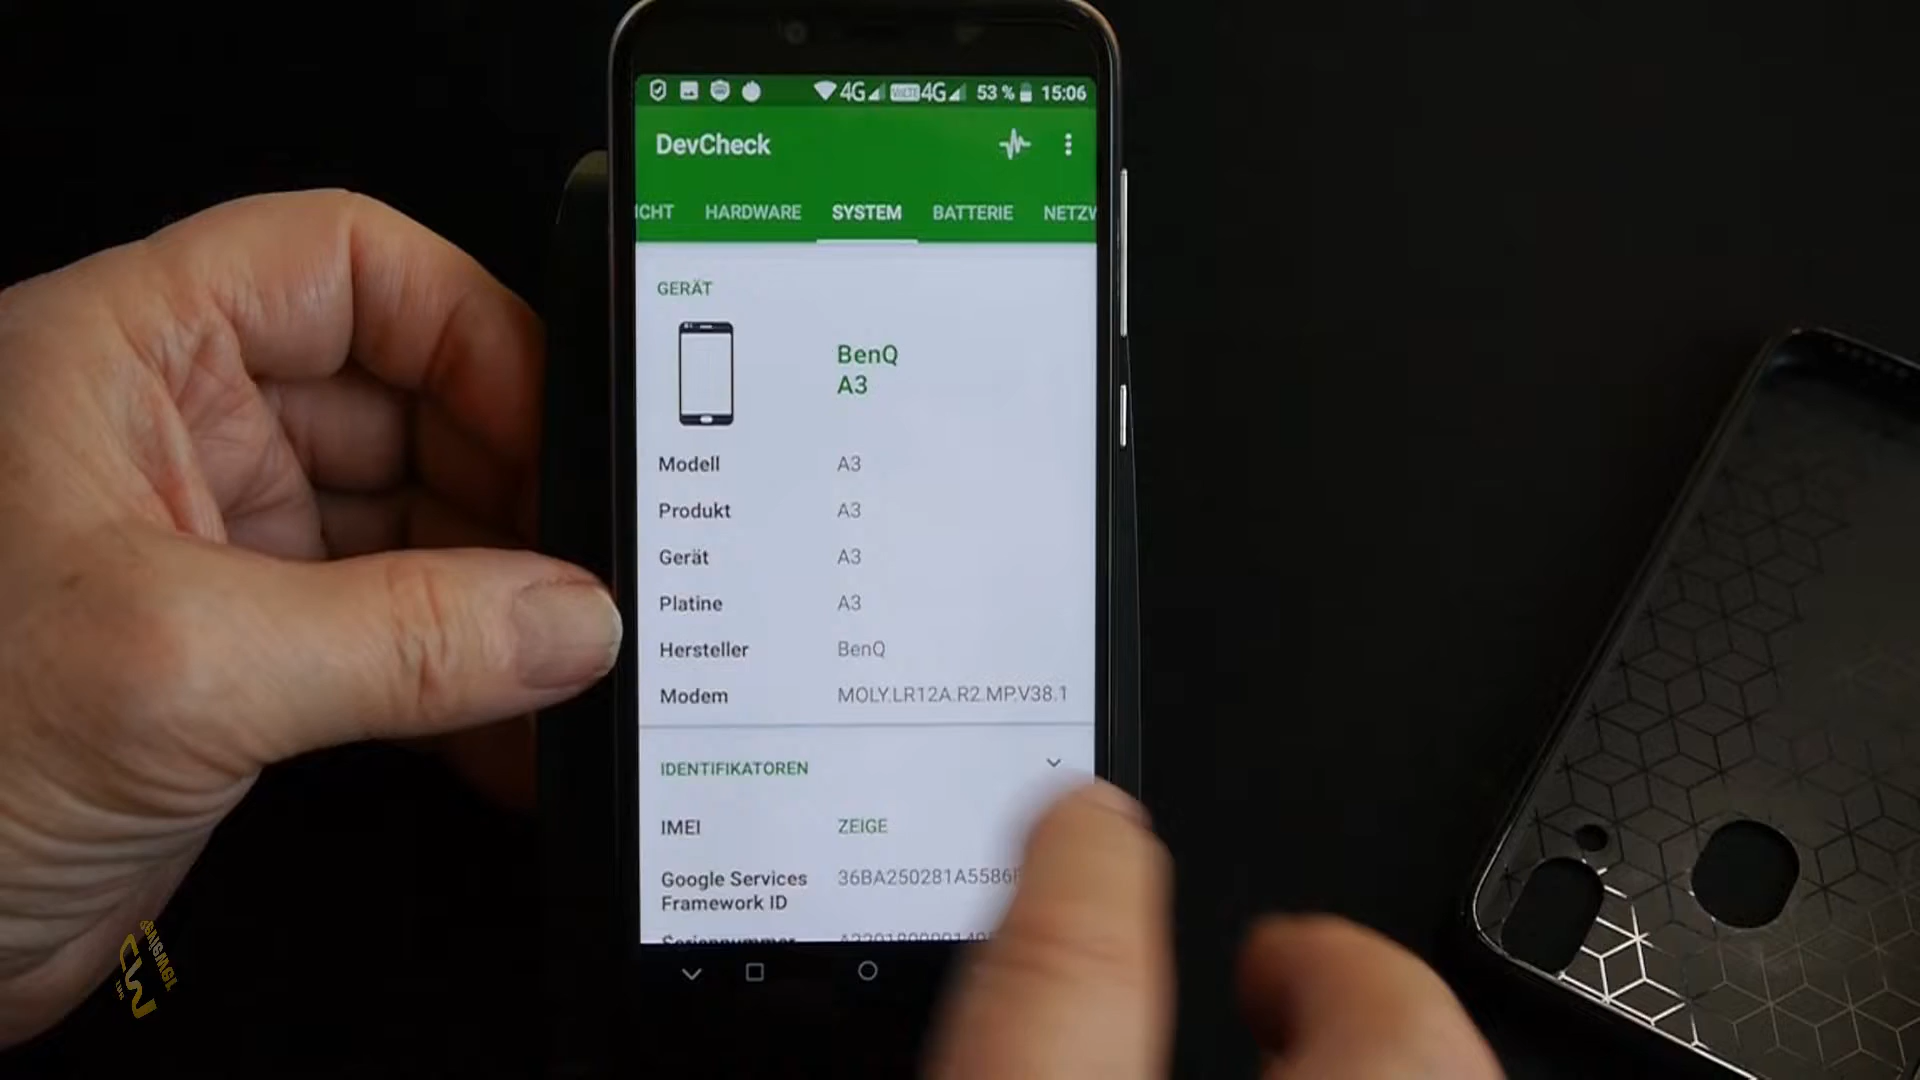 4G VoLTE 4G 53 % 15:06
DevCheck
ICHT HARDWARE SYSTEM BATTERIE NETZW
GERÄT
BenQ
A3
Modell A3
Produkt A3
Gerät A3
Platine A3
Hersteller BenQ
Modem MOLY.LR12A.R2.MP.V38.1
IDENTIFIKATOREN
IMEI ZEIGE
Google Services 36BA250281A5586
Framework ID
Seriennummer